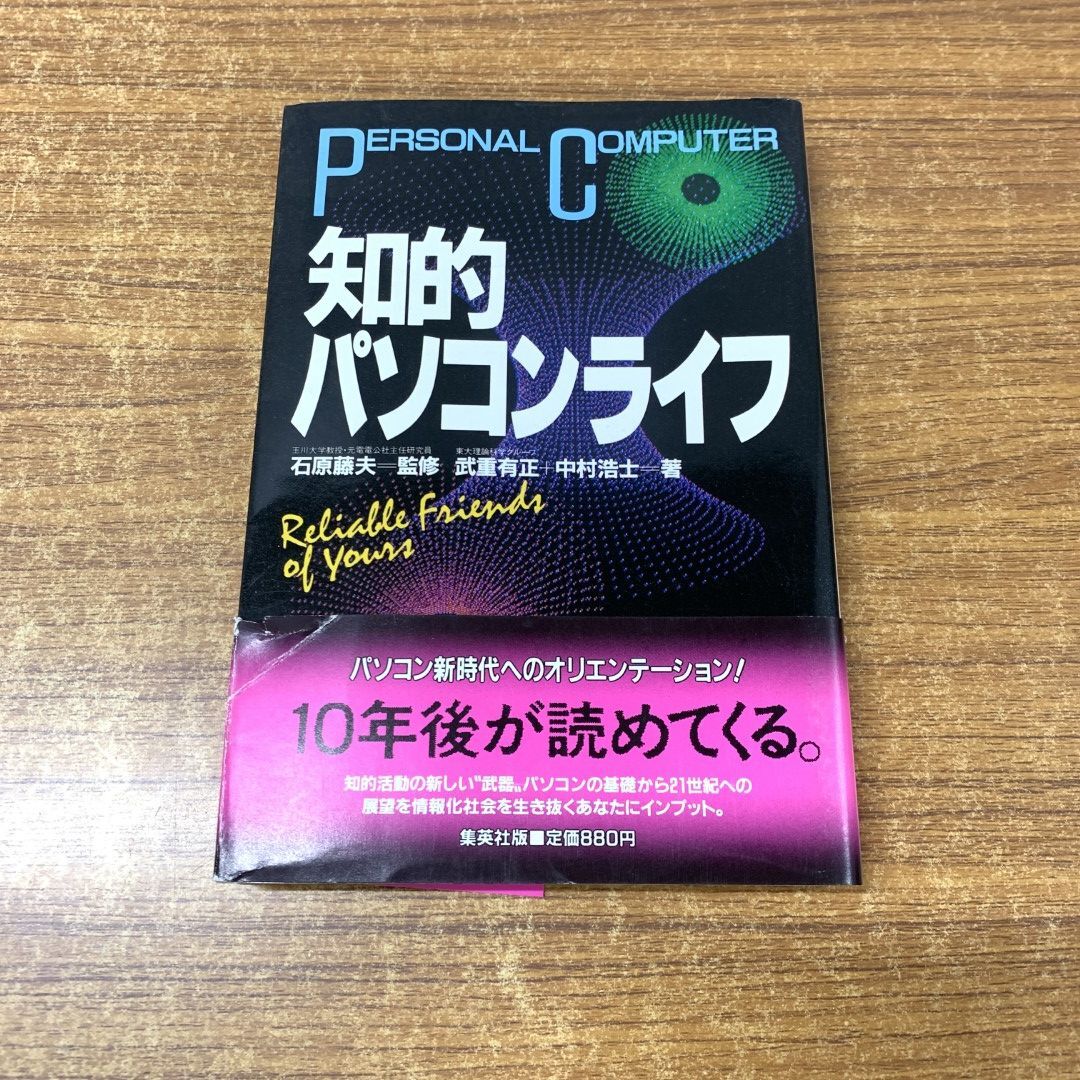 PERSONAL COMPUTER
知的
パソコンライフ
玉川大学教授・元電電公社主任研究員 東大理論科学グループ
石原藤夫―監修 武重有正+中村浩士―著
Reliable Friends
of Yours
パソコン新時代へのオリエンテーション!
10年後が読めてくる。
知的活動の新しい〝武器〟パソコンの基礎から21世紀への
展望を情報化社会を生き抜くあなたにインプット。
集英社版■定価880円